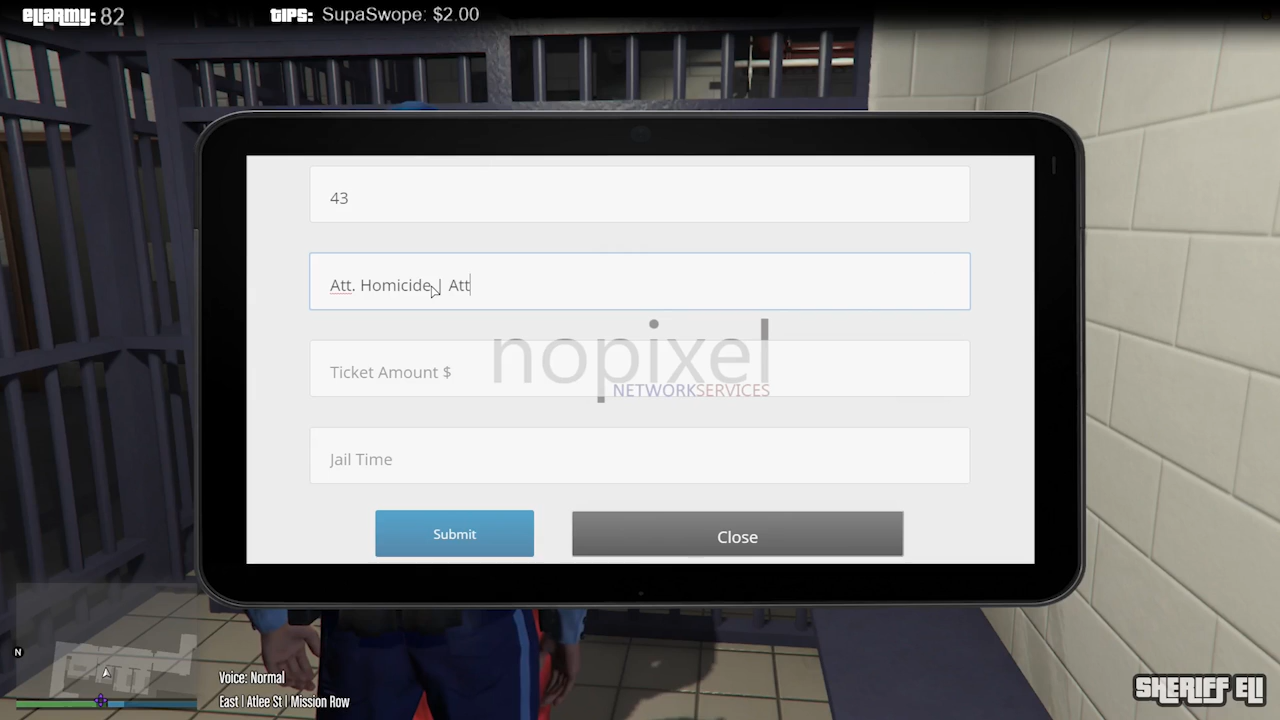 eliarmy: 82
tips: SupaSwope: $2.00
43
Att. Homicide | Att
nopixel
NETWORKSERVICES
Ticket Amount $
Jail Time
Submit
Close
N
Voice: Normal
East | Atlee St | Mission Row
SHERIFF ELI